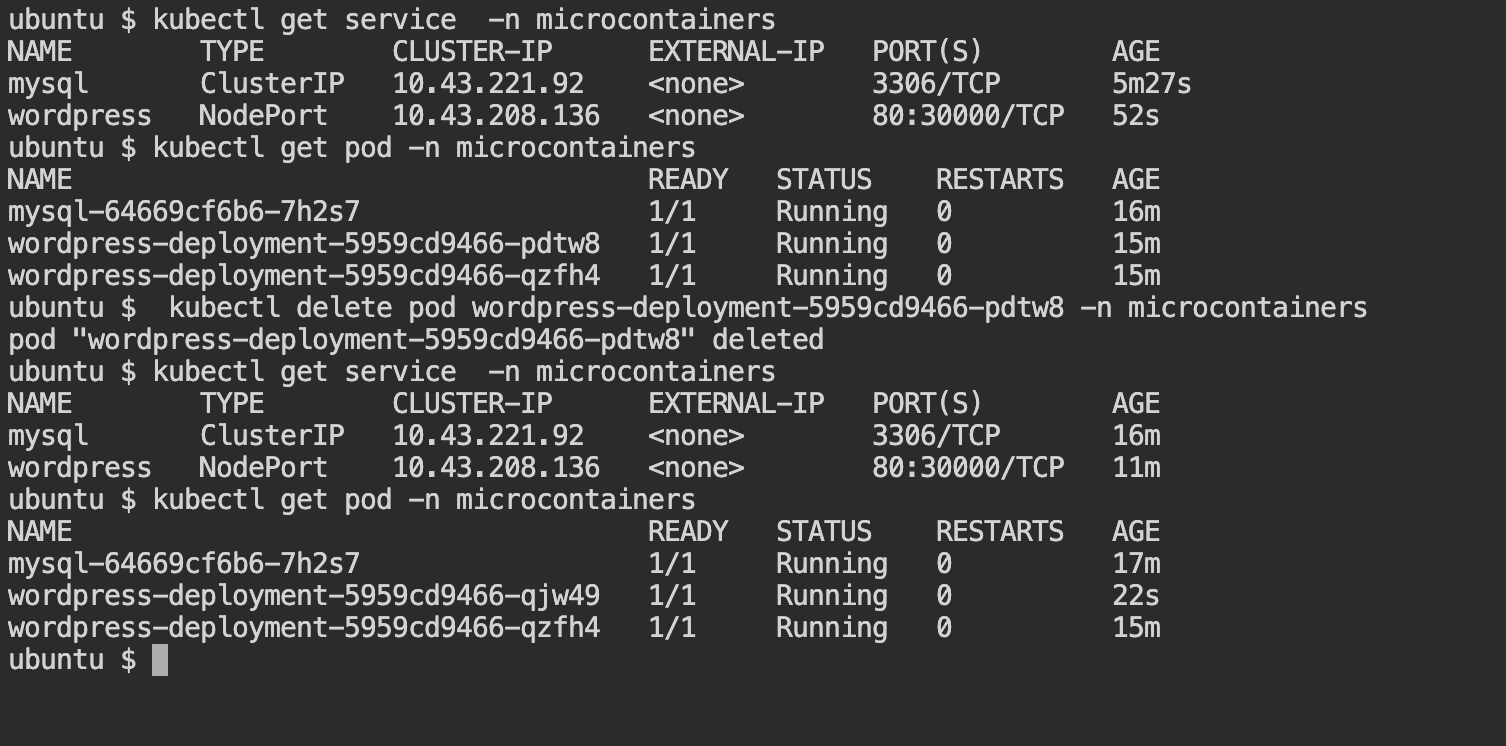 ubuntu $ kubectl get service  -n microcontainers
NAME        TYPE        CLUSTER-IP      EXTERNAL-IP   PORT(S)        AGE
mysql       ClusterIP   10.43.221.92    <none>        3306/TCP       5m27s
wordpress   NodePort    10.43.208.136   <none>        80:30000/TCP   52s
ubuntu $ kubectl get pod -n microcontainers
NAME                                    READY   STATUS    RESTARTS   AGE
mysql-64669cf6b6-7h2s7                  1/1     Running   0          16m
wordpress-deployment-5959cd9466-pdtw8   1/1     Running   0          15m
wordpress-deployment-5959cd9466-qzfh4   1/1     Running   0          15m
ubuntu $  kubectl delete pod wordpress-deployment-5959cd9466-pdtw8 -n microcontainers
pod "wordpress-deployment-5959cd9466-pdtw8" deleted
ubuntu $ kubectl get service  -n microcontainers
NAME        TYPE        CLUSTER-IP      EXTERNAL-IP   PORT(S)        AGE
mysql       ClusterIP   10.43.221.92    <none>        3306/TCP       16m
wordpress   NodePort    10.43.208.136   <none>        80:30000/TCP   11m
ubuntu $ kubectl get pod -n microcontainers
NAME                                    READY   STATUS    RESTARTS   AGE
mysql-64669cf6b6-7h2s7                  1/1     Running   0          17m
wordpress-deployment-5959cd9466-qjw49   1/1     Running   0          22s
wordpress-deployment-5959cd9466-qzfh4   1/1     Running   0          15m
ubuntu $